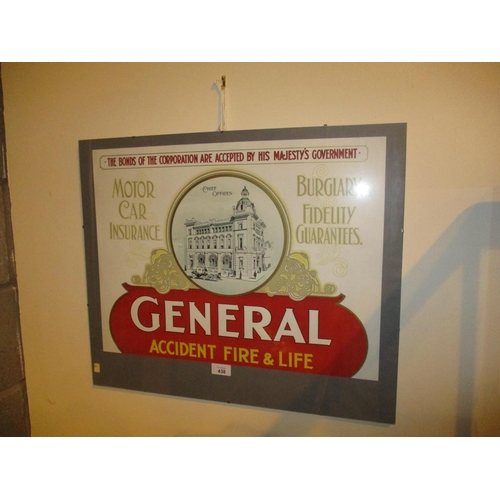 · THE BONDS OF THE CORPORATION ARE ACCEPTED BY HIS MAJESTY'S GOVERNMENT ·
CHIEF
OFFICES
MOTOR
CAR
INSURANCE
BURGLARY
FIDELITY
GUARANTEES.
GENERAL
ACCIDENT FIRE & LIFE
438